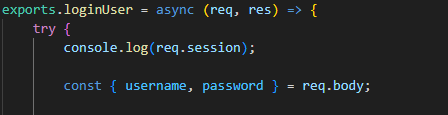 exports.loginUser = async (req, res) => {
try {
console.log(req.session);
const { username, password } = req.body;